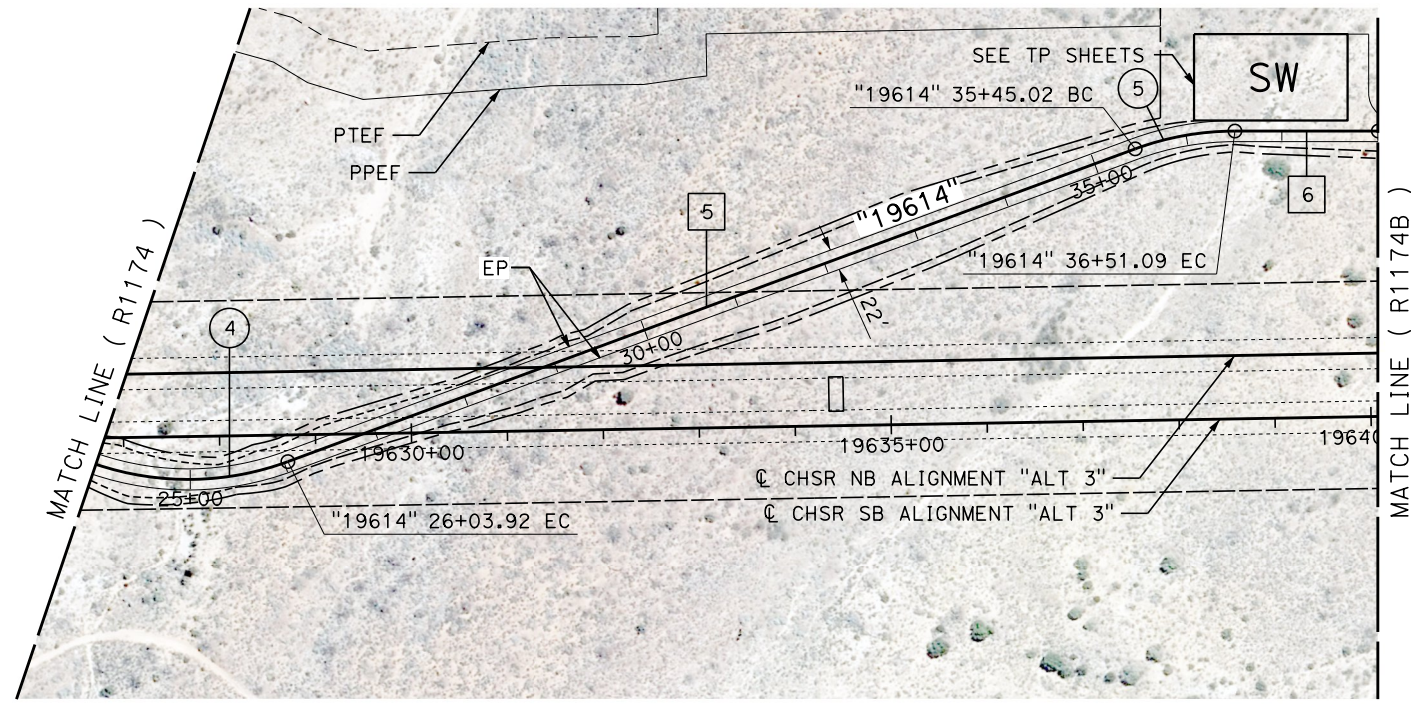 SEE TP SHEETS
SW
5
"19614" 35+45.02 BC
PTEF
PPEF
35+00
"19614"
5
6
"19614" 36+51.09 EC
EP
22'
4
30+00
MATCH LINE ( R1174 )
MATCH LINE ( R1174B )
19630+00
19635+00
19640
℄ CHSR NB ALIGNMENT "ALT 3"
25+00
℄ CHSR SB ALIGNMENT "ALT 3"
"19614" 26+03.92 EC